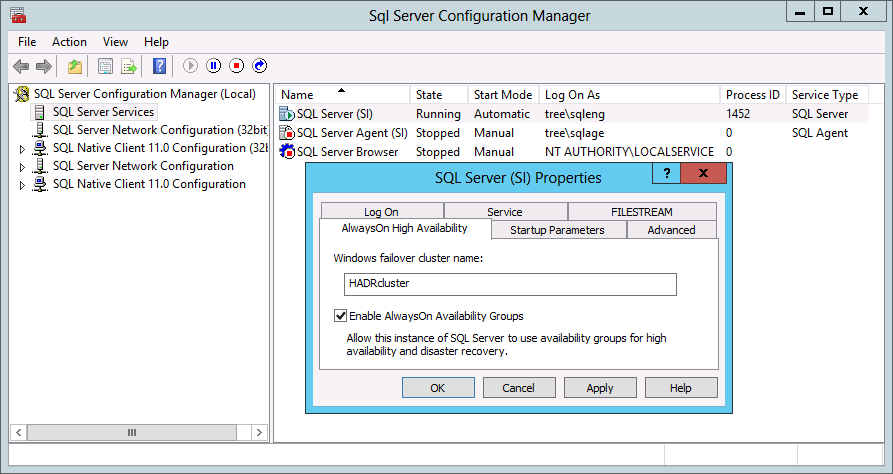 Sql Server Configuration Manager
File Action View Help
SQL Server Configuration Manager (Local)
SQL Server Services
SQL Server Network Configuration (32bit
SQL Native Client 11.0 Configuration (32b
SQL Server Network Configuration
SQL Native Client 11.0 Configuration
Name State Start Mode Log On As Process ID Service Type
SQL Server (SI) Running Automatic tree\sqleng 1452 SQL Server
SQL Server Agent (SI) Stopped Manual tree\sqlage 0 SQL Agent
SQL Server Browser Stopped Manual NT AUTHORITY\LOCALSERVICE 0
SQL Server (SI) Properties
Log On Service FILESTREAM
AlwaysOn High Availability Startup Parameters Advanced
Windows failover cluster name:
HADRcluster
Enable AlwaysOn Availability Groups
Allow this instance of SQL Server to use availability groups for high
availability and disaster recovery.
OK Cancel Apply Help